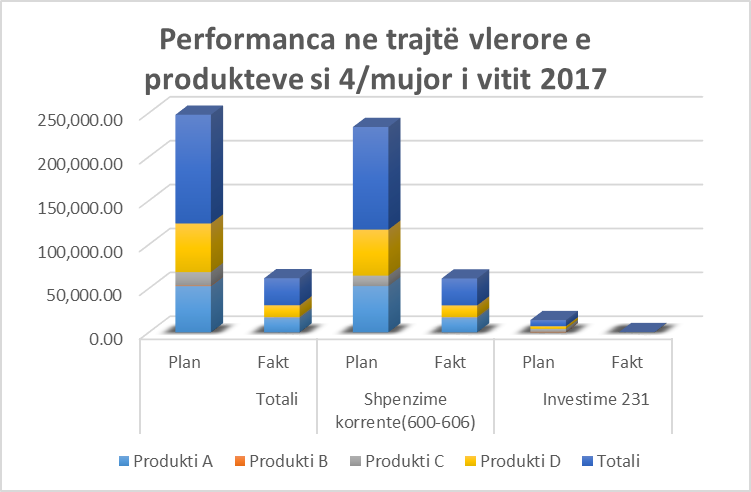 Performanca ne trajtë vlerore e
produkteve si 4/mujor i vitit 2017
250,000.00
200,000.00
150,000.00
100,000.00
50,000.00
0.00
Plan Fakt Plan Fakt Plan Fakt
Totali Shpenzime korrente(600-606) Investime 231
Produkti A Produkti B Produkti C Produkti D Totali